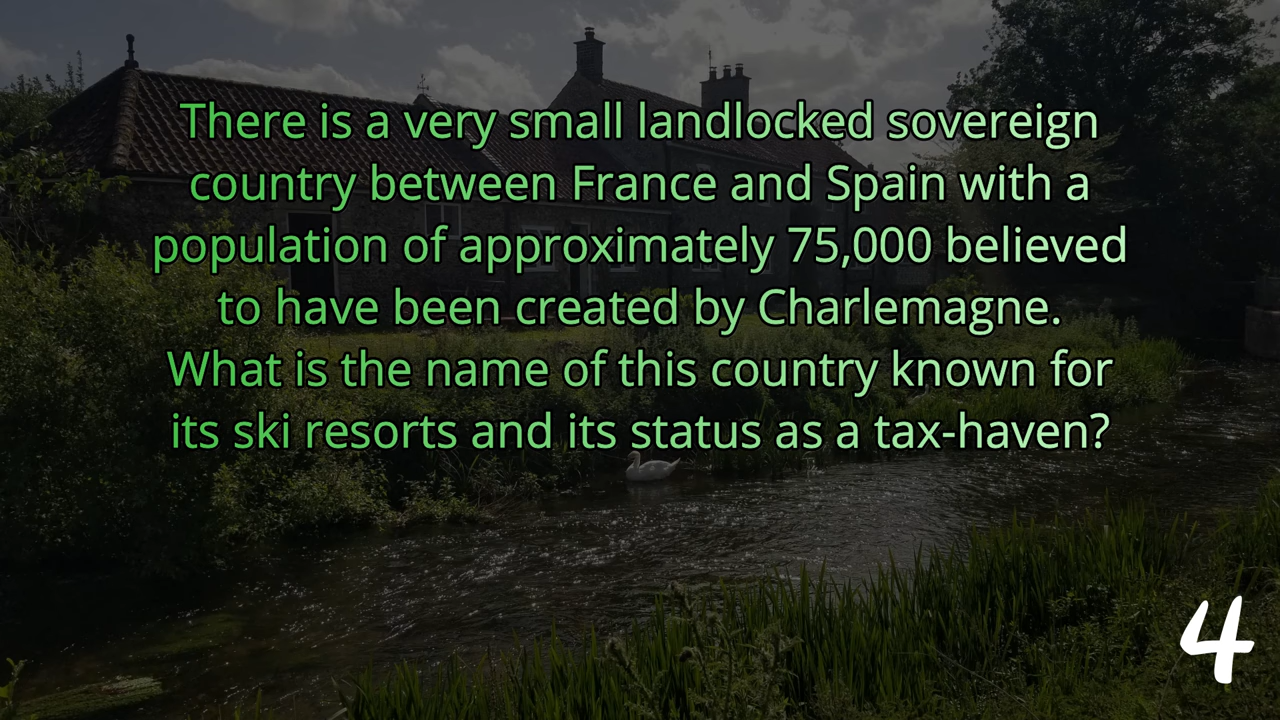 There is a very small landlocked sovereign
country between France and Spain with a
population of approximately 75,000 believed
to have been created by Charlemagne.
What is the name of this country known for
its ski resorts and its status as a tax-haven?
4